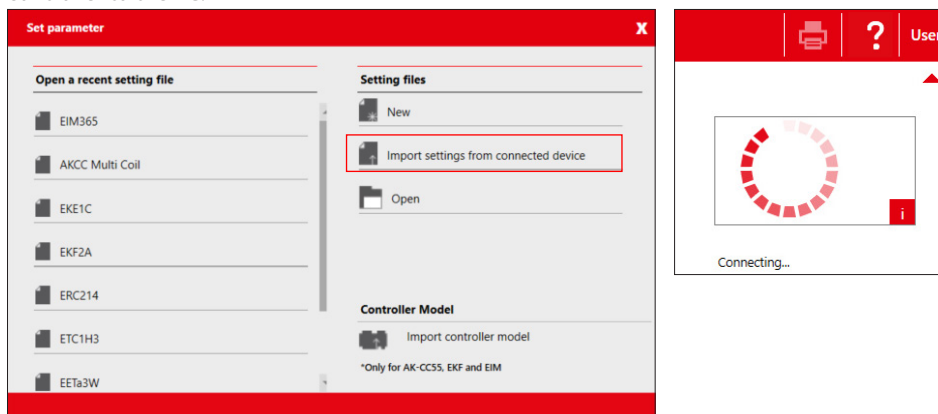 Set parameter
X
Open a recent setting file
EIM365
AKCC Multi Coil
EKE1C
EKF2A
ERC214
ETC1H3
EETa3W
Setting files
New
Import settings from connected device
Open
Controller Model
Import controller model
*Only for AK-CC55, EKF and EIM
?
User
i
Connecting...